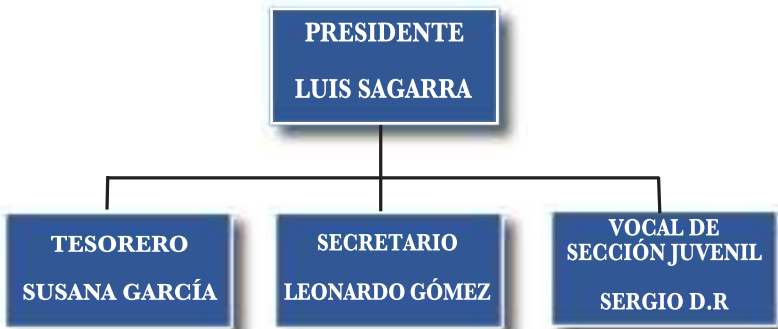 PRESIDENTE
LUIS SAGARRA
TESORERO
SUSANA GARCÍA
SECRETARIO
LEONARDO GÓMEZ
VOCAL DE
SECCIÓN JUVENIL
SERGIO D.R